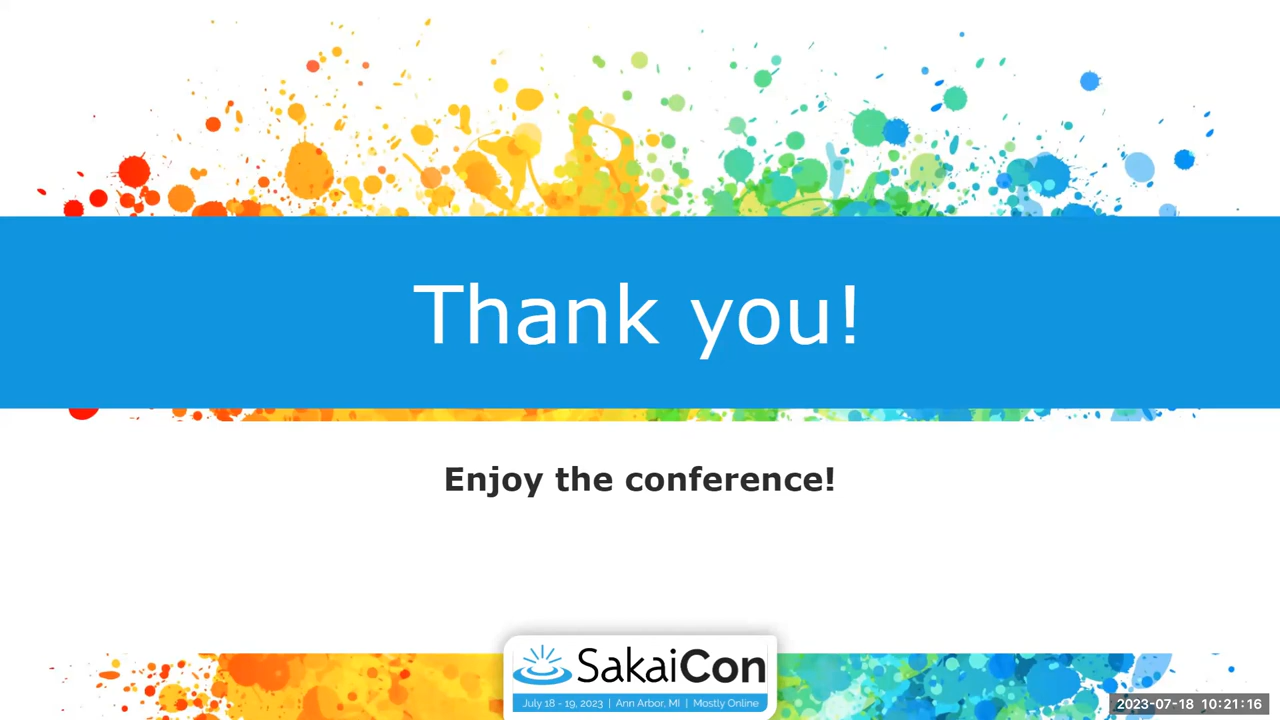 Thank you!
Enjoy the conference!
SakaiCon
July 18 - 19, 2023 | Ann Arbor, MI | Mostly Online
2023-07-18 10:21:16